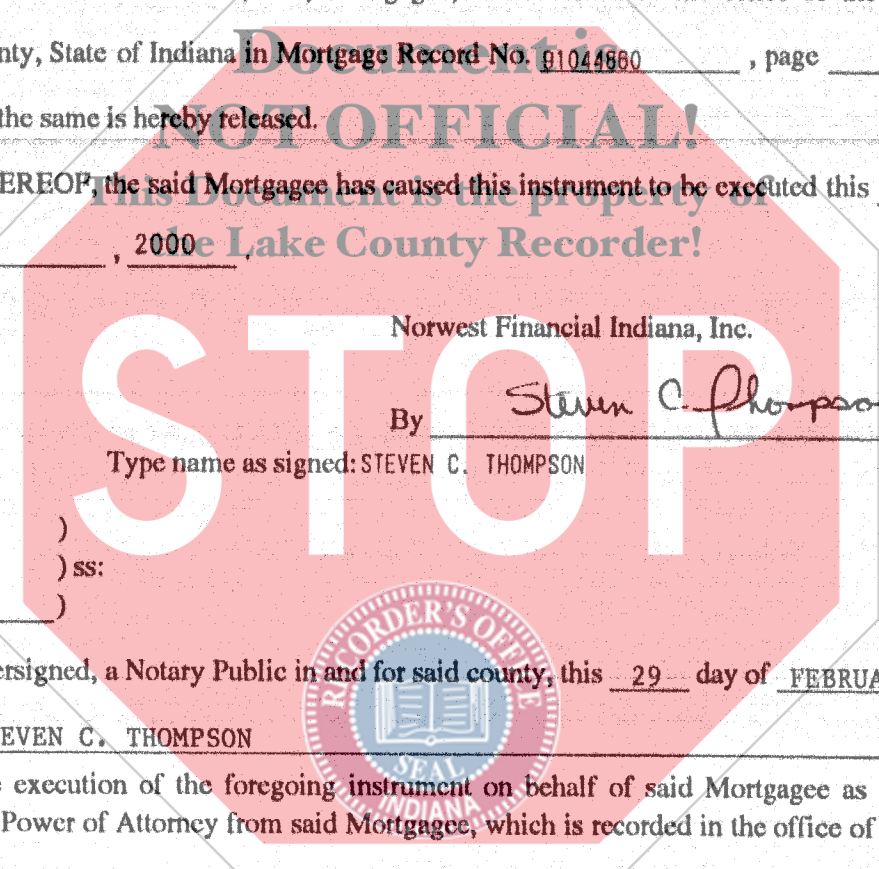 nty, State of Indiana in Mortgage Record No. 91044660 , page
the same is hereby released.
EREOF, the said Mortgagee has caused this instrument to be executed this
, 2000 .
Document is
NOT OFFICIAL!
This Document is the property of
the Lake County Recorder!
Norwest Financial Indiana, Inc.
STOP
By Steven C. Thompso
Type name as signed: STEVEN C. THOMPSON
)
) ss:
)
RECORDER'S OFFICE
SEAL
INDIANA
ersigned, a Notary Public in and for said county, this 29 day of FEBRUA
EVEN C. THOMPSON
e execution of the foregoing instrument on behalf of said Mortgagee as
Power of Attorney from said Mortgagee, which is recorded in the office of